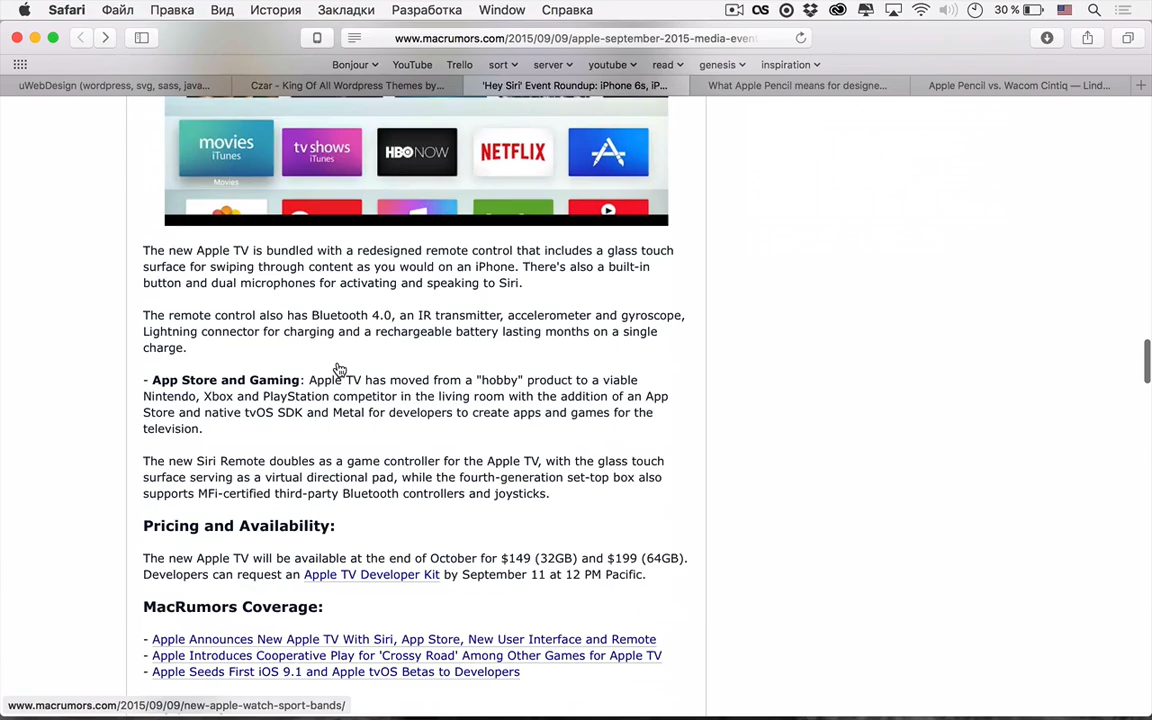 Safari Файл Правка Вид История Закладки Разработка Window Справка 30 %
www.macrumors.com/2015/09/09/apple-september-2015-media-even
Bonjour YouTube Trello sort server youtube read genesis inspiration
uWebDesign (wordpress, svg, sass, java... Czar - King Of All Wordpress Themes by... 'Hey Siri' Event Roundup: iPhone 6s, iP... What Apple Pencil means for designe... Apple Pencil vs. Wacom Cintiq — Lind...
movies iTunes tv shows iTunes HBO NOW NETFLIX
Movies
The new Apple TV is bundled with a redesigned remote control that includes a glass touch
surface for swiping through content as you would on an iPhone. There's also a built-in
button and dual microphones for activating and speaking to Siri.
The remote control also has Bluetooth 4.0, an IR transmitter, accelerometer and gyroscope,
Lightning connector for charging and a rechargeable battery lasting months on a single
charge.
- App Store and Gaming: Apple TV has moved from a "hobby" product to a viable
Nintendo, Xbox and PlayStation competitor in the living room with the addition of an App
Store and native tvOS SDK and Metal for developers to create apps and games for the
television.
The new Siri Remote doubles as a game controller for the Apple TV, with the glass touch
surface serving as a virtual directional pad, while the fourth-generation set-top box also
supports MFi-certified third-party Bluetooth controllers and joysticks.
Pricing and Availability:
The new Apple TV will be available at the end of October for $149 (32GB) and $199 (64GB).
Developers can request an Apple TV Developer Kit by September 11 at 12 PM Pacific.
MacRumors Coverage:
- Apple Announces New Apple TV With Siri, App Store, New User Interface and Remote
- Apple Introduces Cooperative Play for 'Crossy Road' Among Other Games for Apple TV
- Apple Seeds First iOS 9.1 and Apple tvOS Betas to Developers
www.macrumors.com/2015/09/09/new-apple-watch-sport-bands/